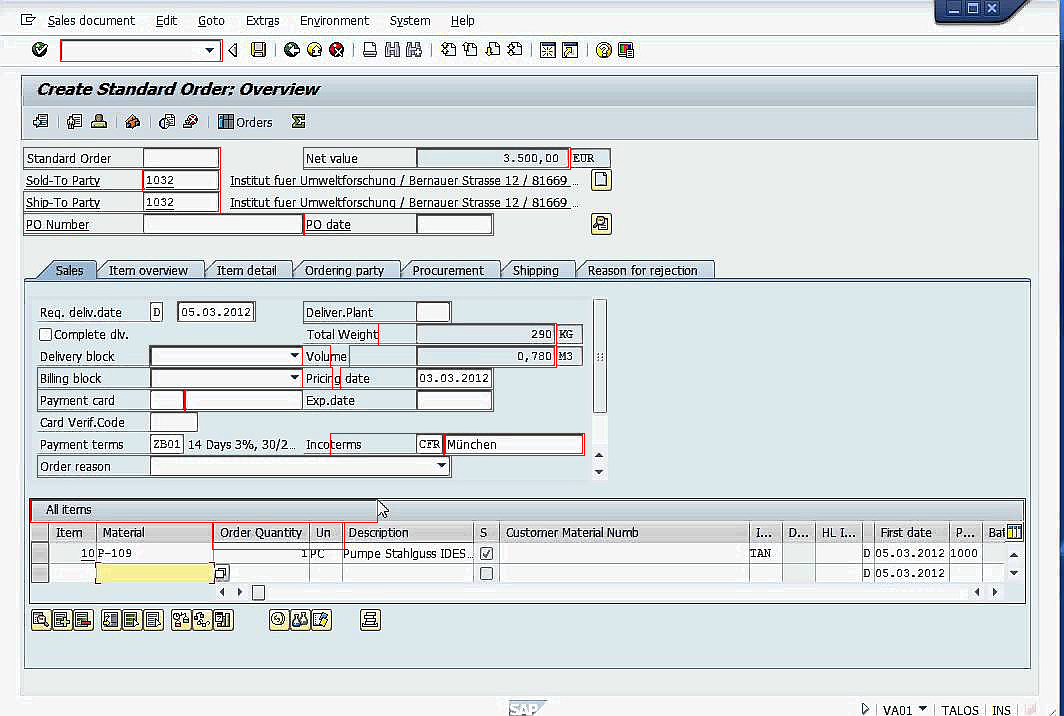 Sales document Edit Goto Extras Environment System Help
Create Standard Order: Overview
Orders
Standard Order Net value 3.500,00 EUR
Sold-To Party 1032 Institut fuer Umweltforschung / Bernauer Strasse 12 / 81669 ...
Ship-To Party 1032 Institut fuer Umweltforschung / Bernauer Strasse 12 / 81669 ...
PO Number PO date
Sales Item overview Item detail Ordering party Procurement Shipping Reason for rejection
Req. deliv.date D 05.03.2012 Deliver.Plant
Complete dlv. Total Weight 290 KG
Delivery block Volume 0,780 M3
Billing block Pricing date 03.03.2012
Payment card Exp.date
Card Verif.Code
Payment terms ZB01 14 Days 3%, 30/2... Incoterms CFR München
Order reason
All items
Item Material Order Quantity Un Description S Customer Material Numb I... D... HL I... First date P... Bat
10 P-109 1 PC Pumpe Stahlguss IDES... TAN D 05.03.2012 1000
D 05.03.2012
SAP VA01 TALOS INS